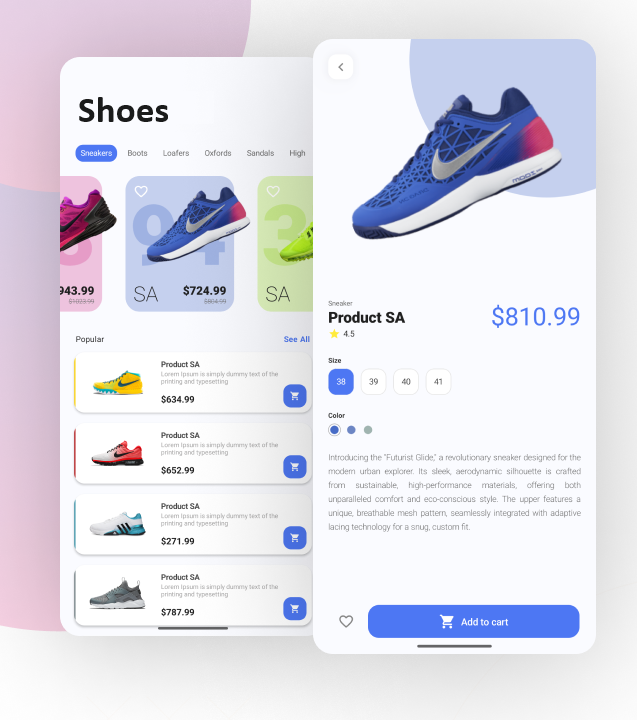 Shoes
Sneakers Boots Loafers Oxfords Sandals High
943.99
$1023.99
94
SA
$724.99
$804.99
3
SA
Popular See All
Product SA
Lorem Ipsum is simply dummy text of the
printing and typesetting.
$634.99
Product SA
Lorem Ipsum is simply dummy text of the
printing and typesetting.
$652.99
Product SA
Lorem Ipsum is simply dummy text of the
printing and typesetting
$271.99
Product SA
Lorem Ipsum is simply dummy text of the
printing and typesetting.
$787.99
Sneaker
Product SA
$810.99
4.5
Size
38 39 40 41
Color
Introducing the "Futurist Glide," a revolutionary sneaker designed for the
modern urban explorer. Its sleek, aerodynamic silhouette is crafted
from sustainable, high-performance materials, offering both
unparalleled comfort and eco-conscious style. The upper features a
unique, breathable mesh pattern, seamlessly integrated with adaptive
lacing technology for a snug, custom fit.
Add to cart